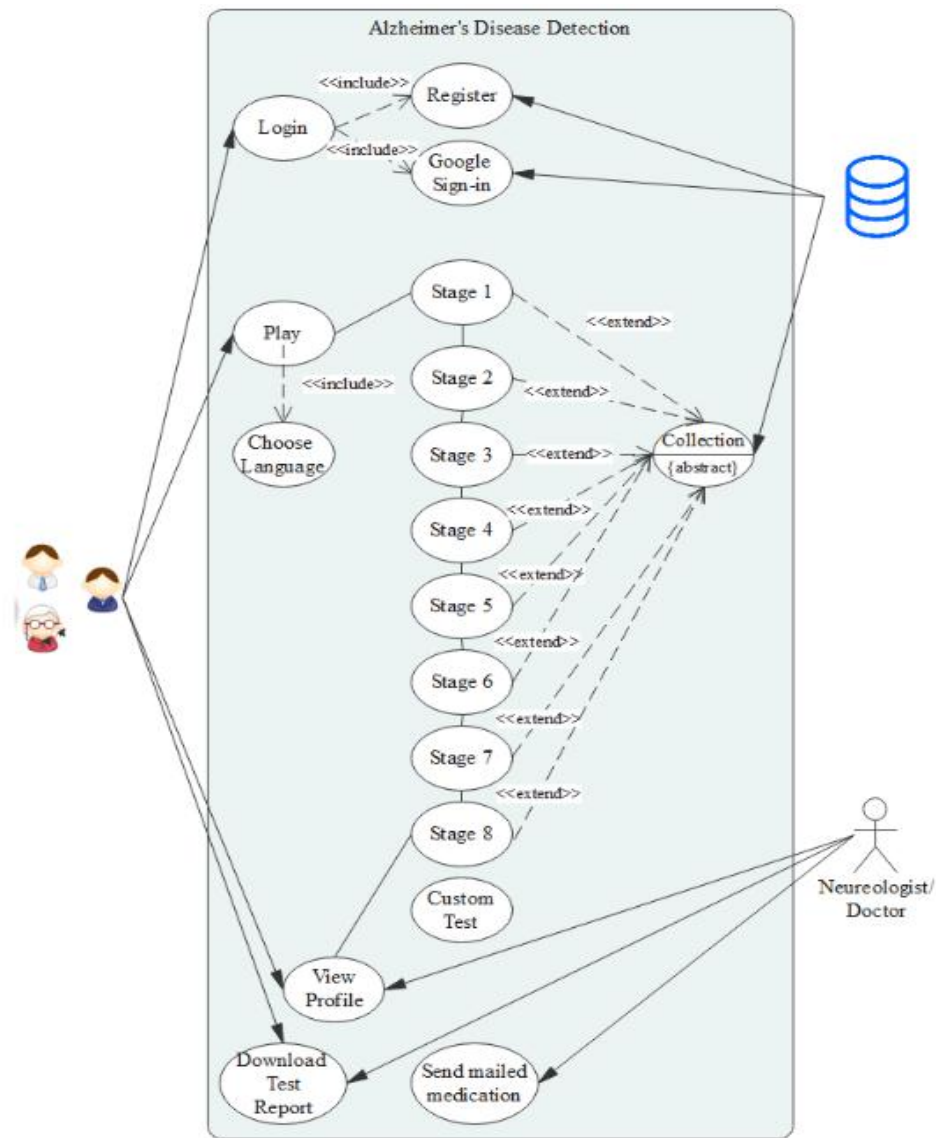 Alzheimer's Disease Detection
<<include>>
Register
Login
<<include>>
Google
Sign-in
Stage 1
<<extend>>
Play
Stage 2
<<include>>
<<extend>>
Choose
Language
Collection
{abstract}
Stage 3
<<extend>>
Stage 4
<<extend>>
Stage 5
<<extend>>
Stage 6
<<extend>>
Stage 7
<<extend>>
<<extend>>
Stage 8
Custom
Test
Neureologist/
Doctor
View
Profile
Download
Test
Report
Send mailed
medication